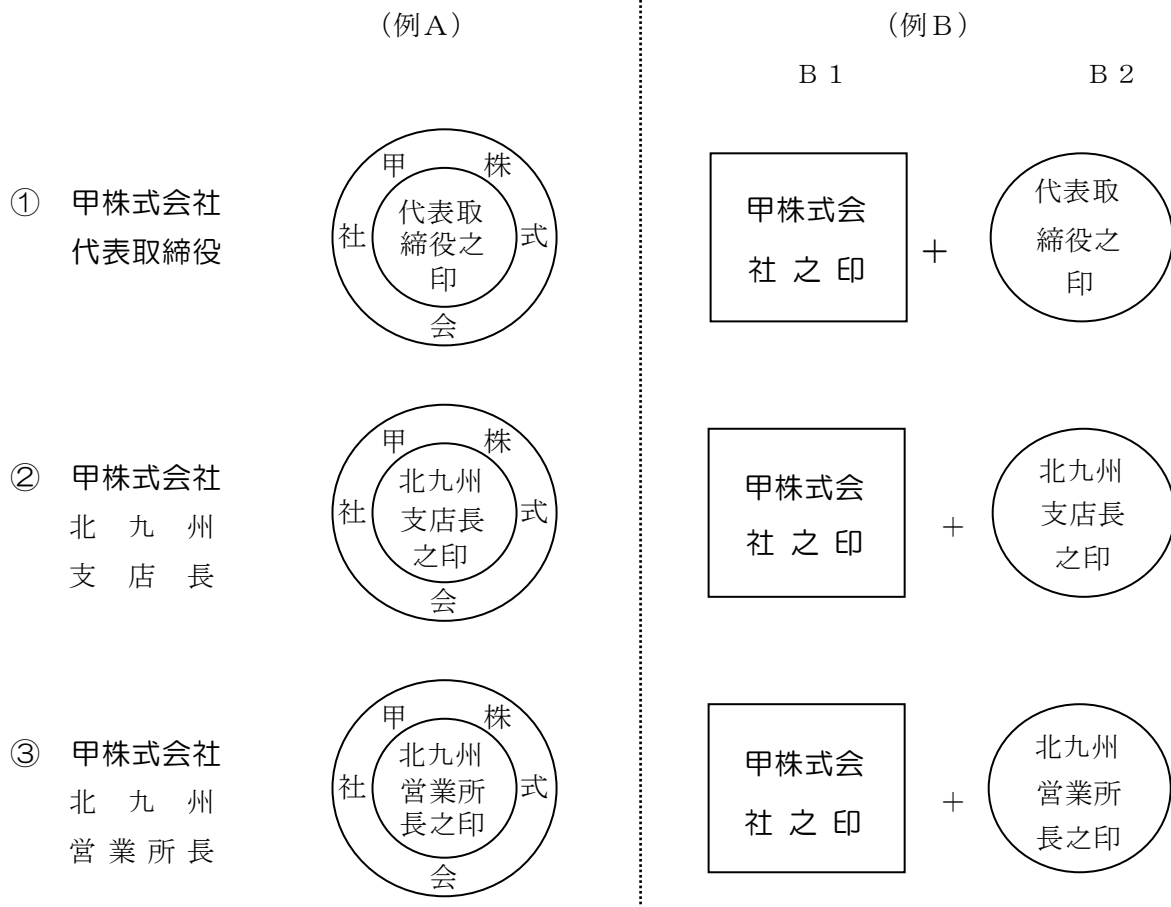 (例A)
(例B)
B1 B2
① 甲株式会社
代表取締役
甲株式会社
代表取
締役之
印
甲株式会
社之印
+
代表取
締役之
印
② 甲株式会社
北九州
支店長
甲株式会社
北九州
支店長
之印
甲株式会
社之印
+
北九州
支店長
之印
③ 甲株式会社
北九州
営業所長
甲株式会社
北九州
営業所
長之印
甲株式会
社之印
+
北九州
営業所
長之印